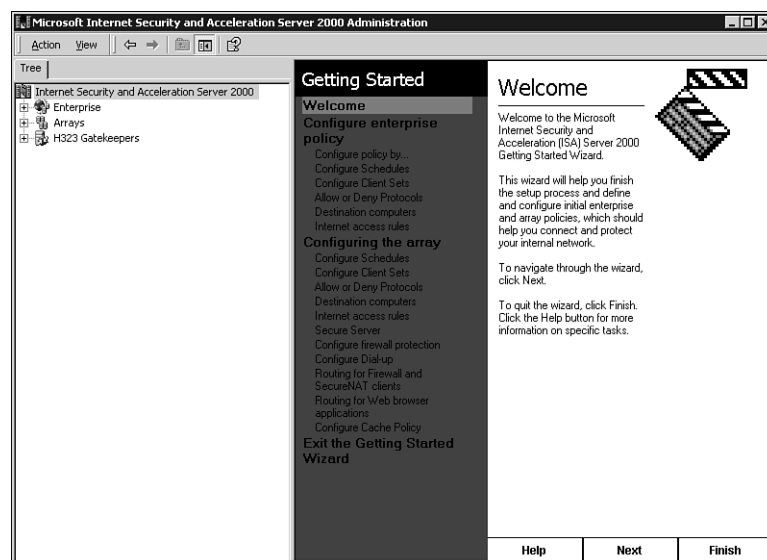 Microsoft Internet Security and Acceleration Server 2000 Administration
Action View
Tree
Internet Security and Acceleration Server 2000
Enterprise
Arrays
H323 Gatekeepers
Getting Started
Welcome
Configure enterprise
policy
Configure policy by...
Configure Schedules
Configure Client Sets
Allow or Deny Protocols
Destination computers
Internet access rules
Configuring the array
Configure Schedules
Configure Client Sets
Allow or Deny Protocols
Destination computers
Internet access rules
Secure Server
Configure firewall protection
Configure Dial-up
Routing for Firewall and
SecureNAT clients
Routing for Web browser
applications
Configure Cache Policy
Exit the Getting Started
Wizard
Welcome
Welcome to the Microsoft
Internet Security and
Acceleration (ISA) Server 2000
Getting Started Wizard.
This wizard will help you finish
the setup process and define
and configure initial enterprise
and array policies, which should
help you connect and protect
your internal network.
To navigate through the wizard,
click Next.
To quit the wizard, click Finish.
Click the Help button for more
information on specific tasks.
Help Next Finish